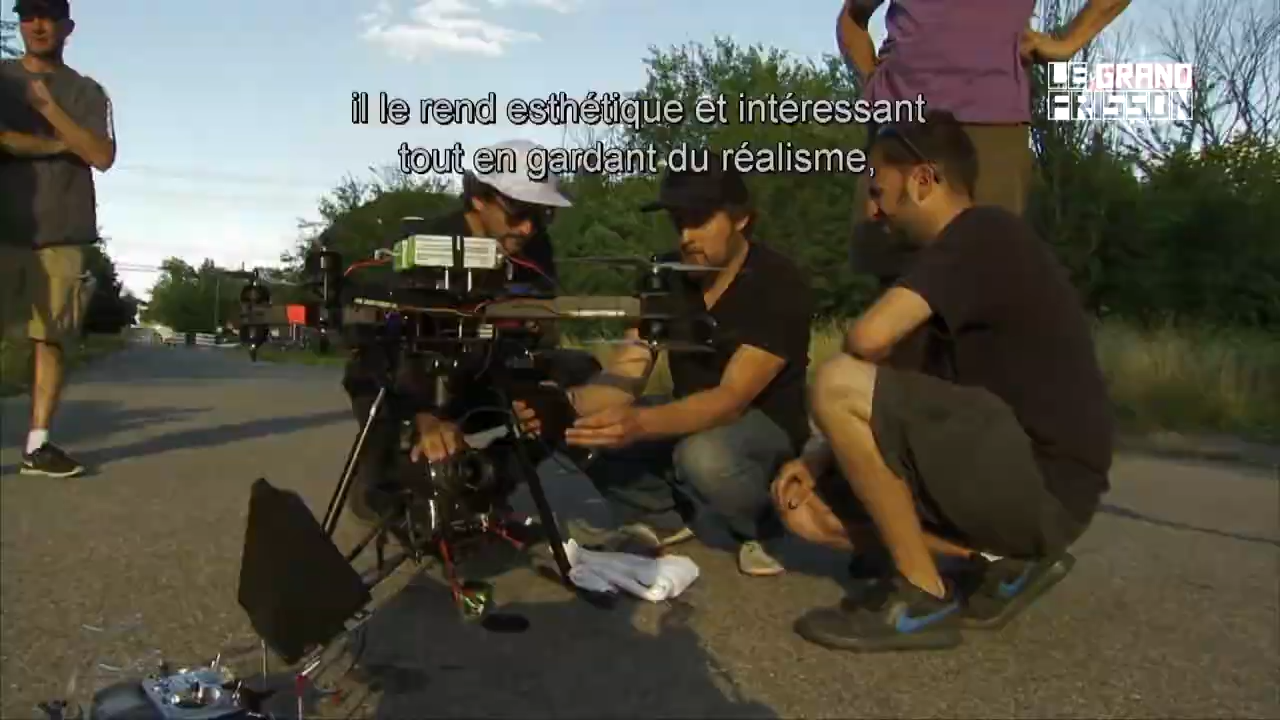 LE GRAND
FRISSON
il le rend esthétique et intéressant
tout en gardant du réalisme,